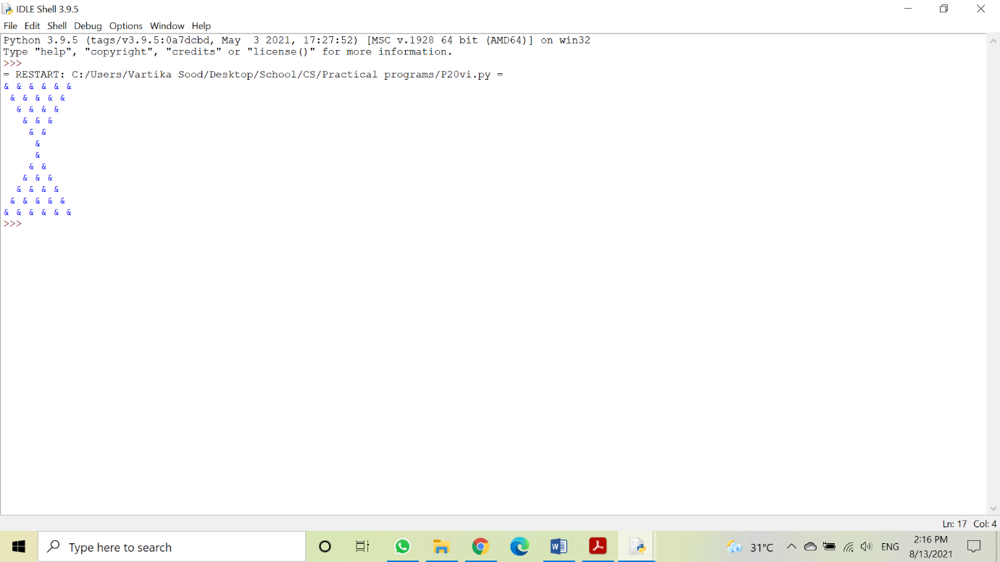 IDLE Shell 3.9.5
File Edit Shell Debug Options Window Help
Python 3.9.5 (tags/v3.9.5:0a7dcbd, May  3 2021, 17:27:52) [MSC v.1928 64 bit (AMD64)] on win32
Type "help", "copyright", "credits" or "license()" for more information.
>>>
= RESTART: C:/Users/Vartika Sood/Desktop/School/CS/Practical programs/P20vi.py =
& & & & & &
 & & & & &
  & & & &
   & & &
    & &
     &
     &
    & &
   & & &
  & & & &
 & & & & &
& & & & & &
>>>
Ln: 17 Col: 4
Type here to search
31°C
ENG
2:16 PM
8/13/2021